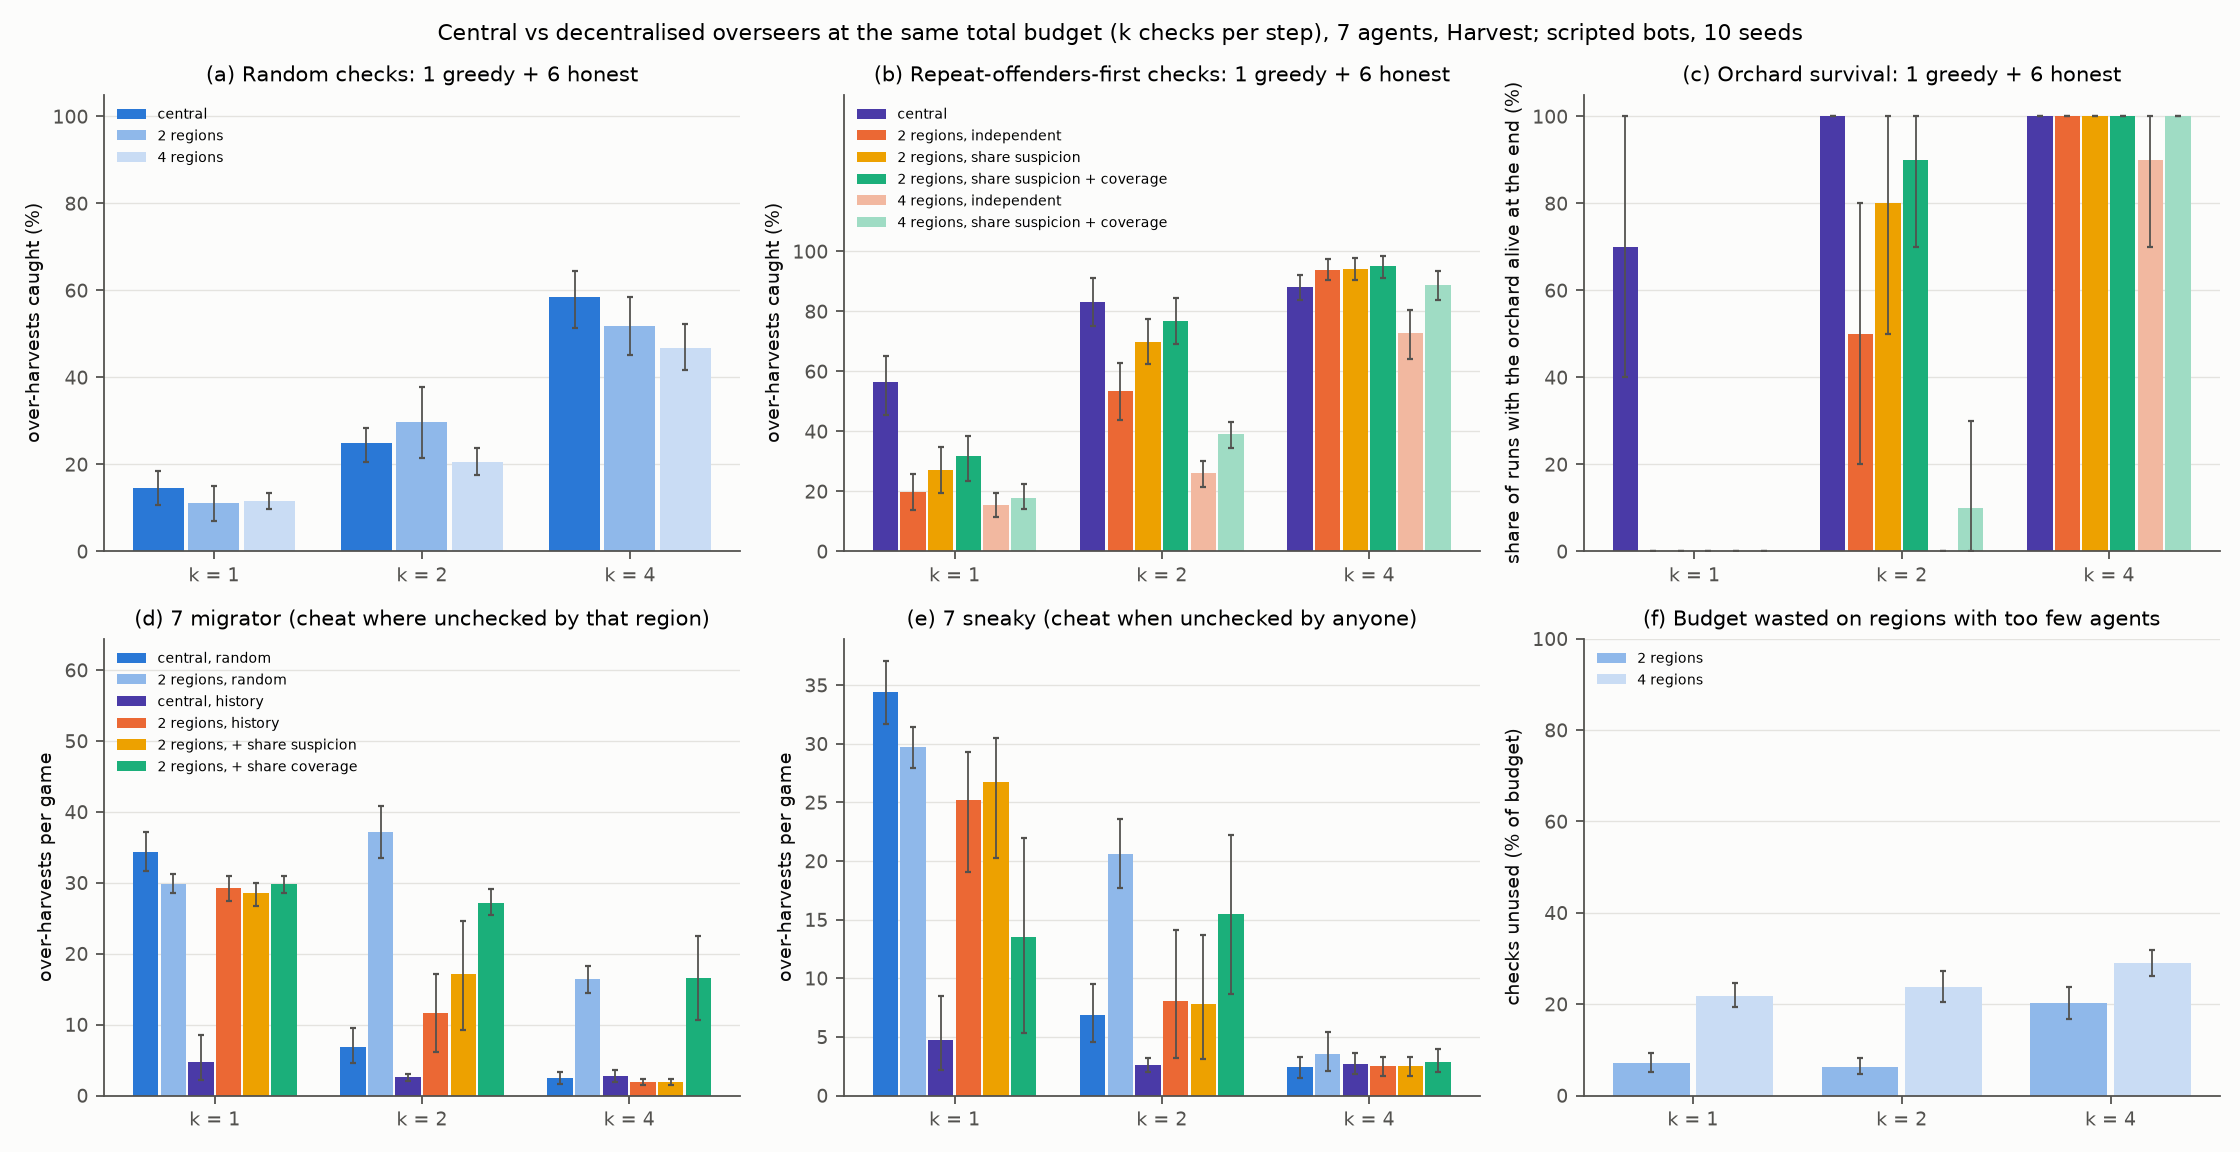 Central vs decentralised overseers at the same total budget (k checks per step), 7 agents, Harvest; scripted bots, 10 seeds
(a) Random checks: 1 greedy + 6 honest
central
2 regions
4 regions
over-harvests caught (%)
100
80
60
40
20
0
k = 1
k = 2
k = 4
(b) Repeat-offenders-first checks: 1 greedy + 6 honest
central
2 regions, independent
2 regions, share suspicion
2 regions, share suspicion + coverage
4 regions, independent
4 regions, share suspicion + coverage
over-harvests caught (%)
100
80
60
40
20
0
k = 1
k = 2
k = 4
(c) Orchard survival: 1 greedy + 6 honest
share of runs with the orchard alive at the end (%)
100
80
60
40
20
0
k = 1
k = 2
k = 4
(d) 7 migrator (cheat where unchecked by that region)
central, random
2 regions, random
central, history
2 regions, history
2 regions, + share suspicion
2 regions, + share coverage
over-harvests per game
60
50
40
30
20
10
0
k = 1
k = 2
k = 4
(e) 7 sneaky (cheat when unchecked by anyone)
over-harvests per game
35
30
25
20
15
10
5
0
k = 1
k = 2
k = 4
(f) Budget wasted on regions with too few agents
2 regions
4 regions
checks unused (% of budget)
100
80
60
40
20
0
k = 1
k = 2
k = 4